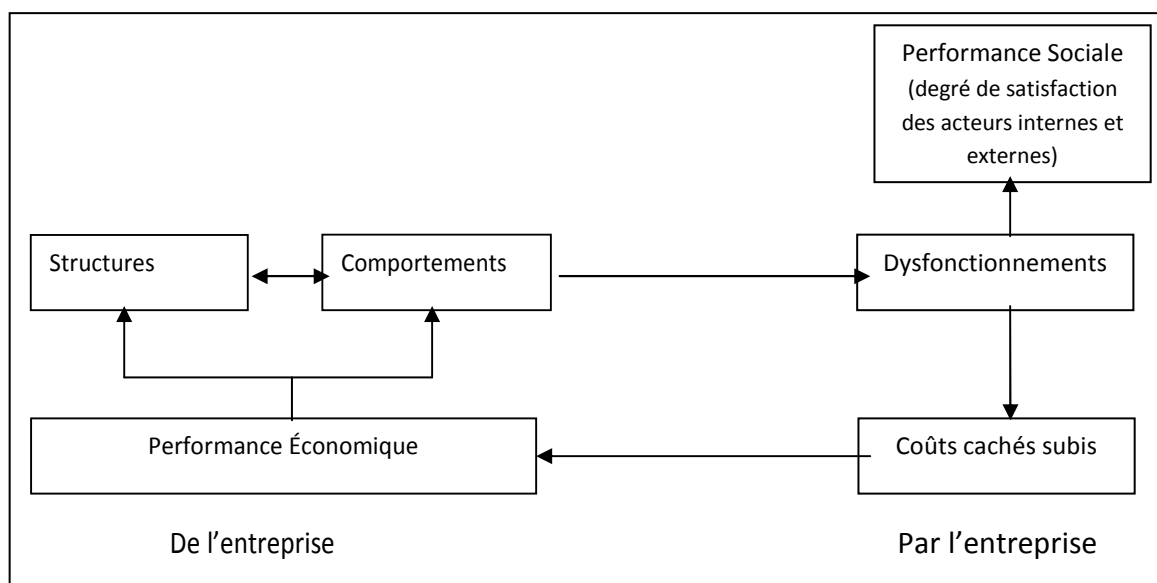 Performance Sociale
(degré de satisfaction
des acteurs internes et
externes)
Structures
Comportements
Dysfonctionnements
Performance Économique
Coûts cachés subis
De l’entreprise
Par l’entreprise